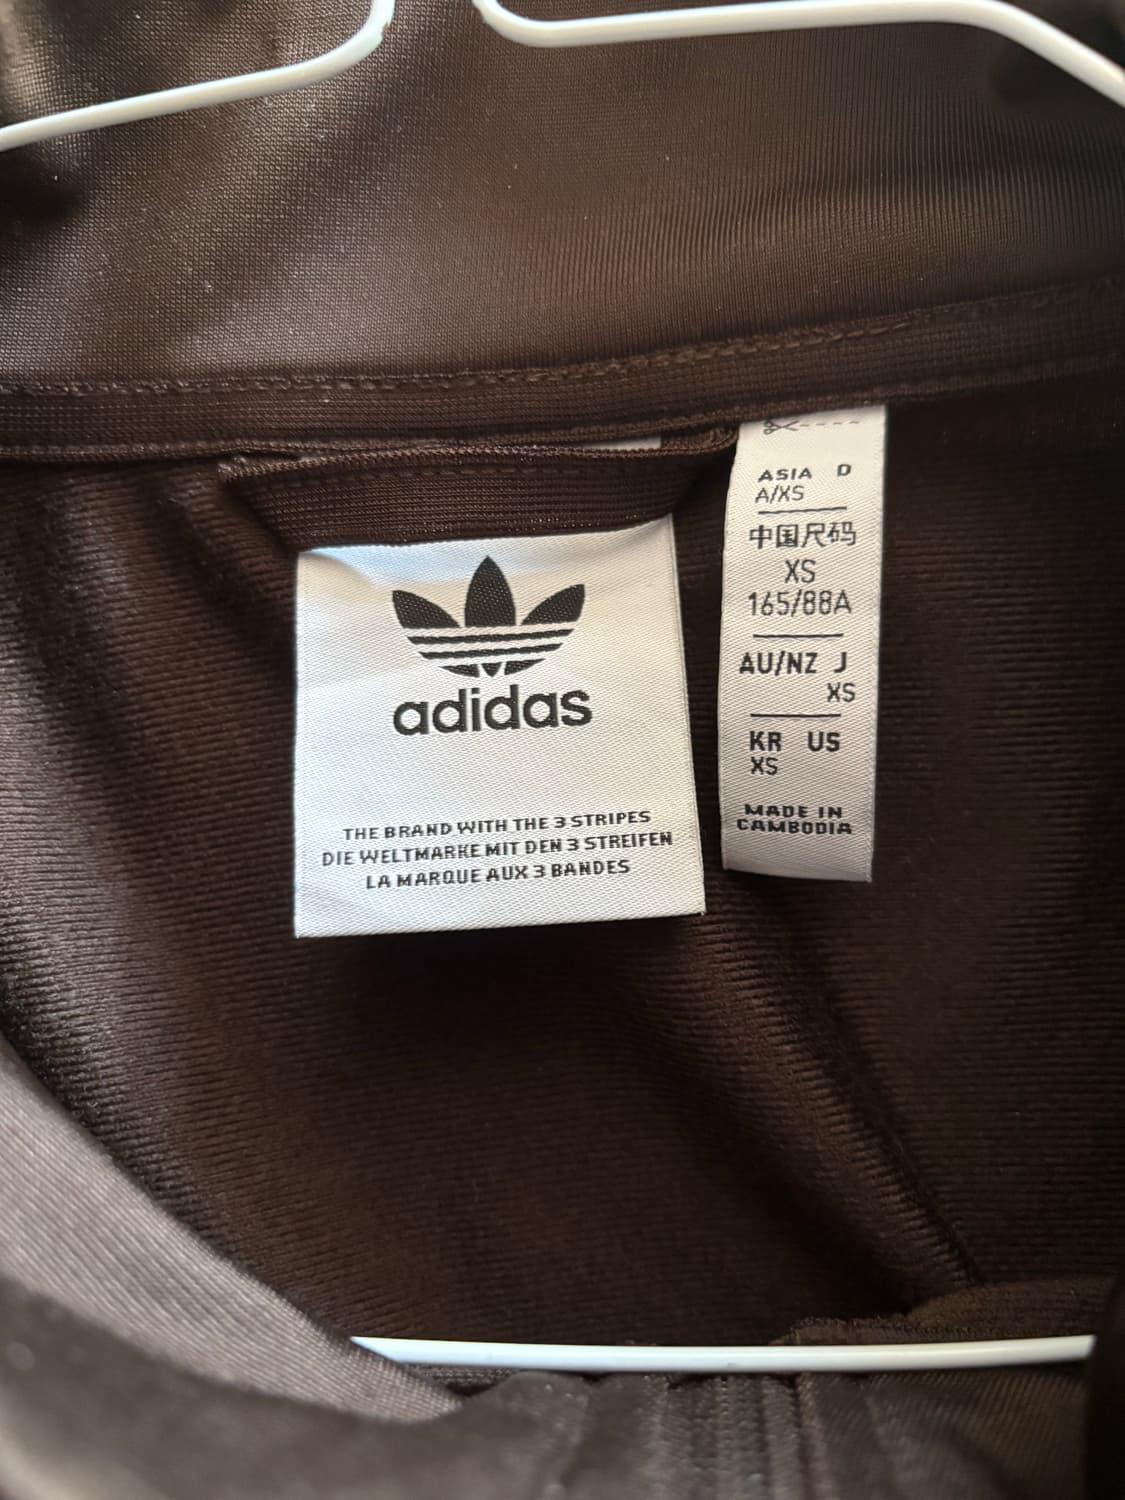 adidas
THE BRAND WITH THE 3 STRIPES
DIE WELTMARKE MIT DEN 3 STREIFEN
LA MARQUE AUX 3 BANDES
ASIA D
A/XS
中国尺码
XS
165/88A
AU/NZ J
XS
KR US
XS
MADE IN
CAMBODIA